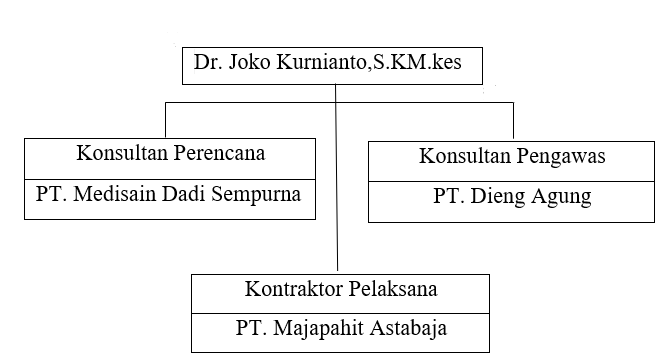 Dr. Joko Kurnianto,S.KM.kes
Konsultan Perencana
PT. Medisain Dadi Sempurna
Konsultan Pengawas
PT. Dieng Agung
Kontraktor Pelaksana
PT. Majapahit Astabaja